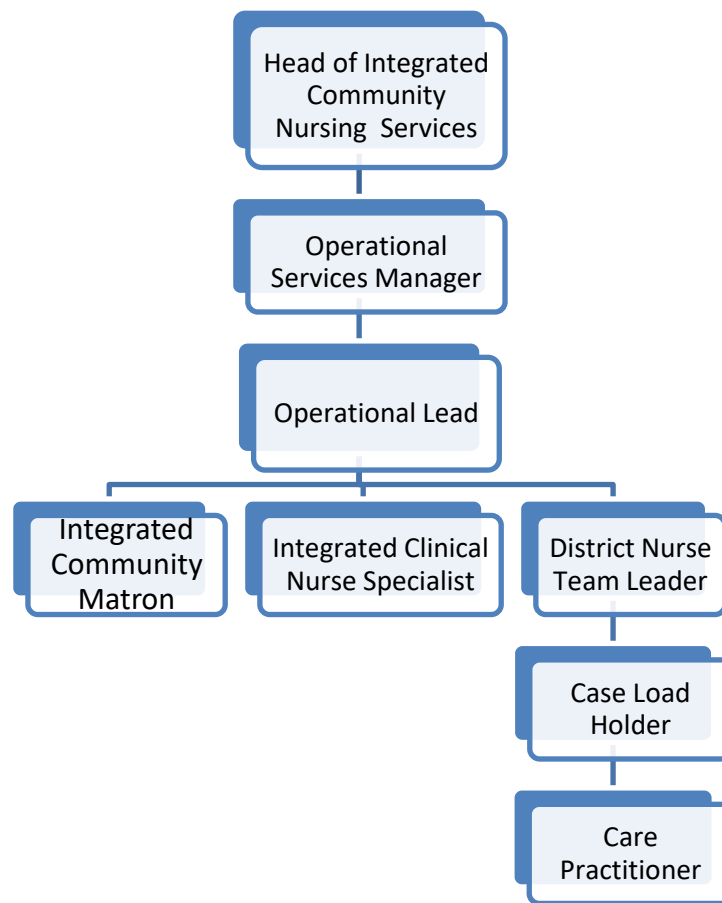 Head of Integrated
Community
Nursing Services
Operational
Services Manager
Operational Lead
Integrated
Community
Matron
Integrated Clinical
Nurse Specialist
District Nurse
Team Leader
Case Load
Holder
Care
Practitioner